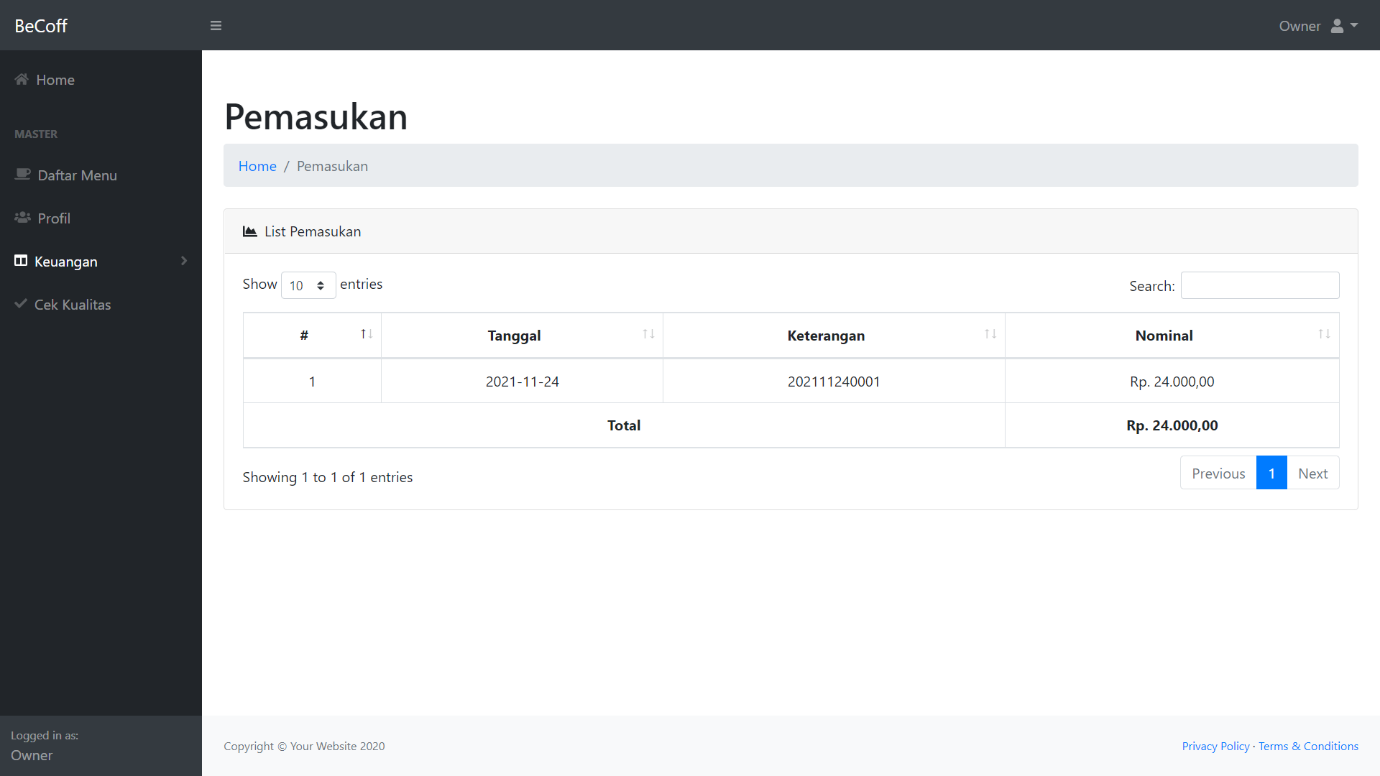 BeCoff
Owner
Home
MASTER
Daftar Menu
Profil
Keuangan
Cek Kualitas
Logged in as:
Owner
Pemasukan
Home / Pemasukan
List Pemasukan
Show 10 entries
Search:
# Tanggal Keterangan Nominal
1 2021-11-24 202111240001 Rp. 24.000,00
Total Rp. 24.000,00
Showing 1 to 1 of 1 entries
Previous 1 Next
Copyright © Your Website 2020
Privacy Policy · Terms & Conditions